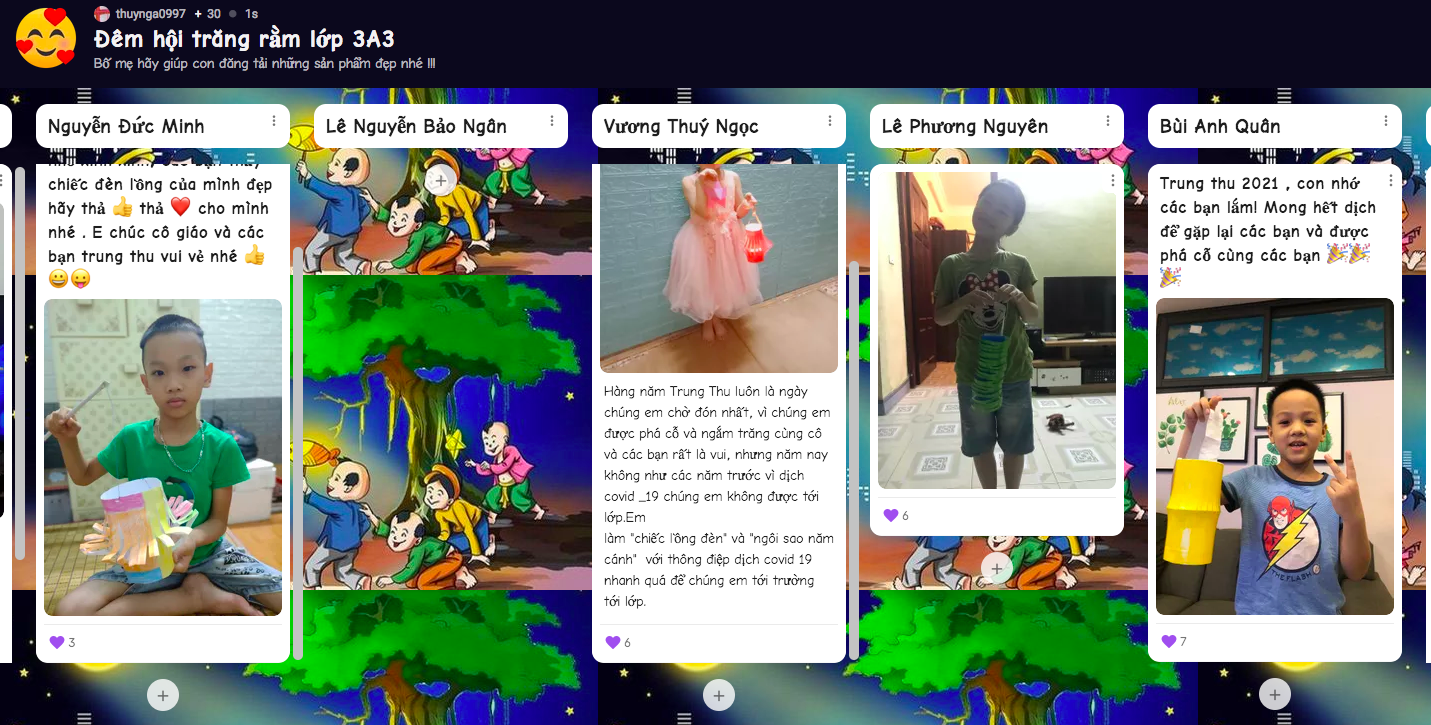 thuynga0997 + 30 1s
Đêm hội trăng rằm lớp 3A3
Bố mẹ hãy giúp con đăng tải những sản phẩm đẹp nhé !!!
Nguyễn Đức Minh
chiếc đèn lồng của mình đẹp
hãy thả 👍 thả ❤️ cho mình
nhé . E chúc cô giáo và các
bạn trung thu vui vẻ nhé 👍
😀😛
3
Lê Nguyễn Bảo Ngân
Vương Thuý Ngọc
Hàng năm Trung Thu luôn là ngày
chúng em chờ đón nhất, vì chúng em
được phá cỗ và ngắm trăng cùng cô
và các bạn rất là vui, nhưng năm nay
không như các năm trước vì dịch
covid _19 chúng em không được tới
lớp.Em
làm "chiếc lồng đèn" và "ngôi sao năm
cánh" với thông điệp dịch covid 19
nhanh quá để chúng em tới trường
tới lớp.
6
Lê Phương Nguyên
6
Bùi Anh Quân
Trung thu 2021 , con nhớ
các bạn lắm! Mong hết dịch
để gặp lại các bạn và được
phá cỗ cùng các bạn 🎉🎉
🎉
THE FLASH
7